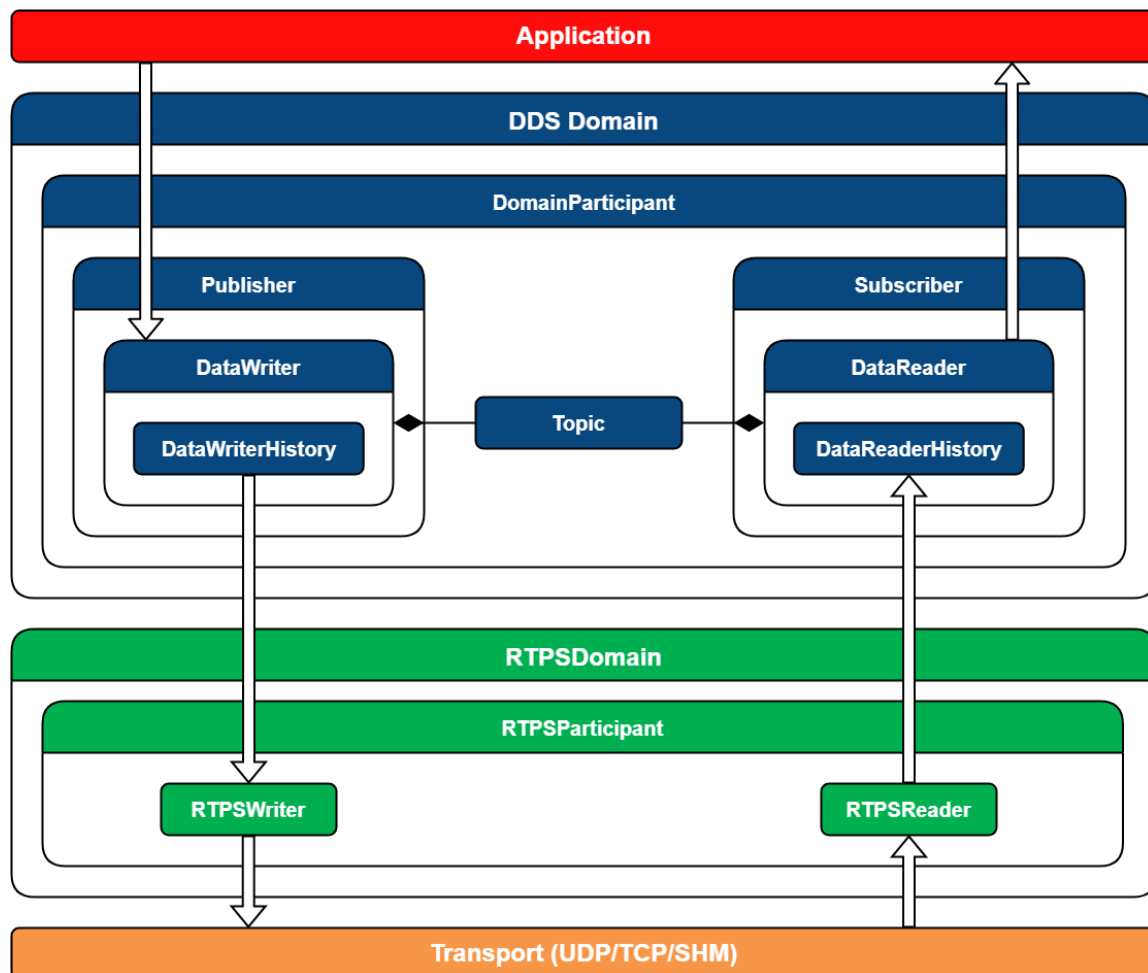 Application
DDS Domain
DomainParticipant
Publisher
Subscriber
DataWriter
DataReader
Topic
DataWriterHistory
DataReaderHistory
RTPSDomain
RTPSParticipant
RTPSWriter
RTPSReader
Transport (UDP/TCP/SHM)